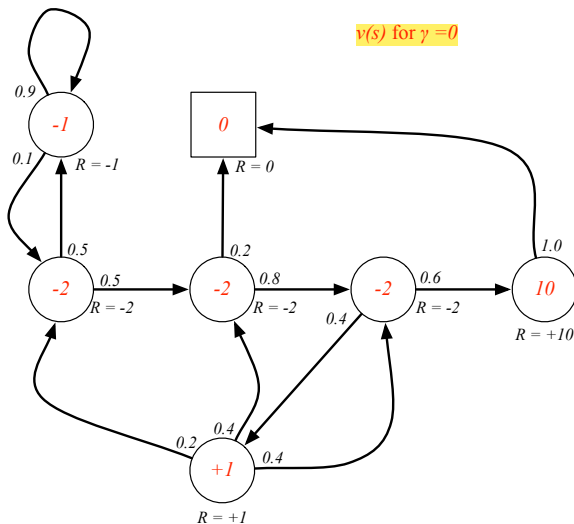 v(s) for γ =0
0.9
-1
0
0.1
R = -1
R = 0
0.5
0.2
1.0
-2
0.5
-2
0.8
-2
0.6
10
R = -2
R = -2
0.4
R = -2
R = +10
0.2
0.4
0.4
+1
R = +1